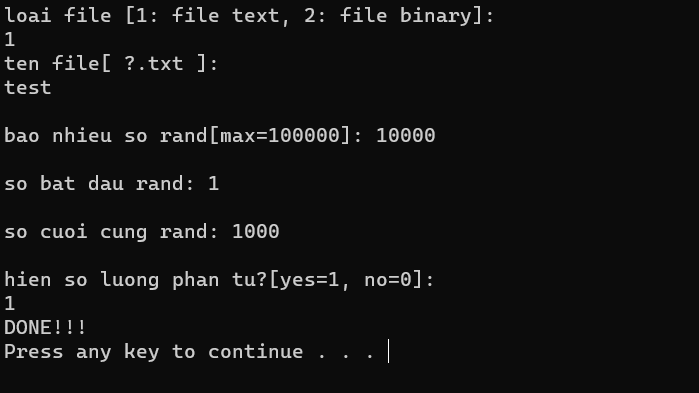 loai file [1: file text, 2: file binary]:
1
ten file[ ?.txt ]:
test
bao nhieu so rand[max=100000]: 10000
so bat dau rand: 1
so cuoi cung rand: 1000
hien so luong phan tu?[yes=1, no=0]:
1
DONE!!!
Press any key to continue . . .